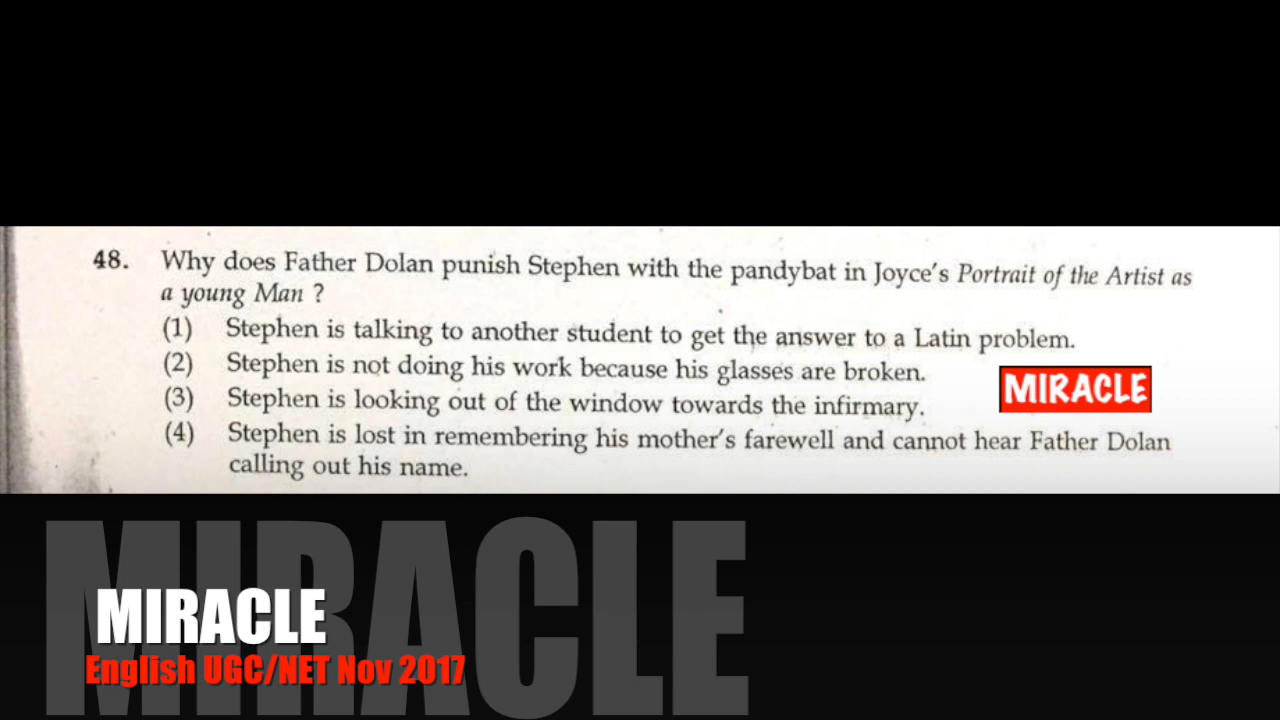 48. Why does Father Dolan punish Stephen with the pandybat in Joyce's Portrait of the Artist as
a young Man ?
(1) Stephen is talking to another student to get the answer to a Latin problem.
(2) Stephen is not doing his work because his glasses are broken.
(3) Stephen is looking out of the window towards the infirmary.
MIRACLE
(4) Stephen is lost in remembering his mother's farewell and cannot hear Father Dolan
calling out his name.
MIRACLE
MIRACLE
English UGC/NET Nov 2017